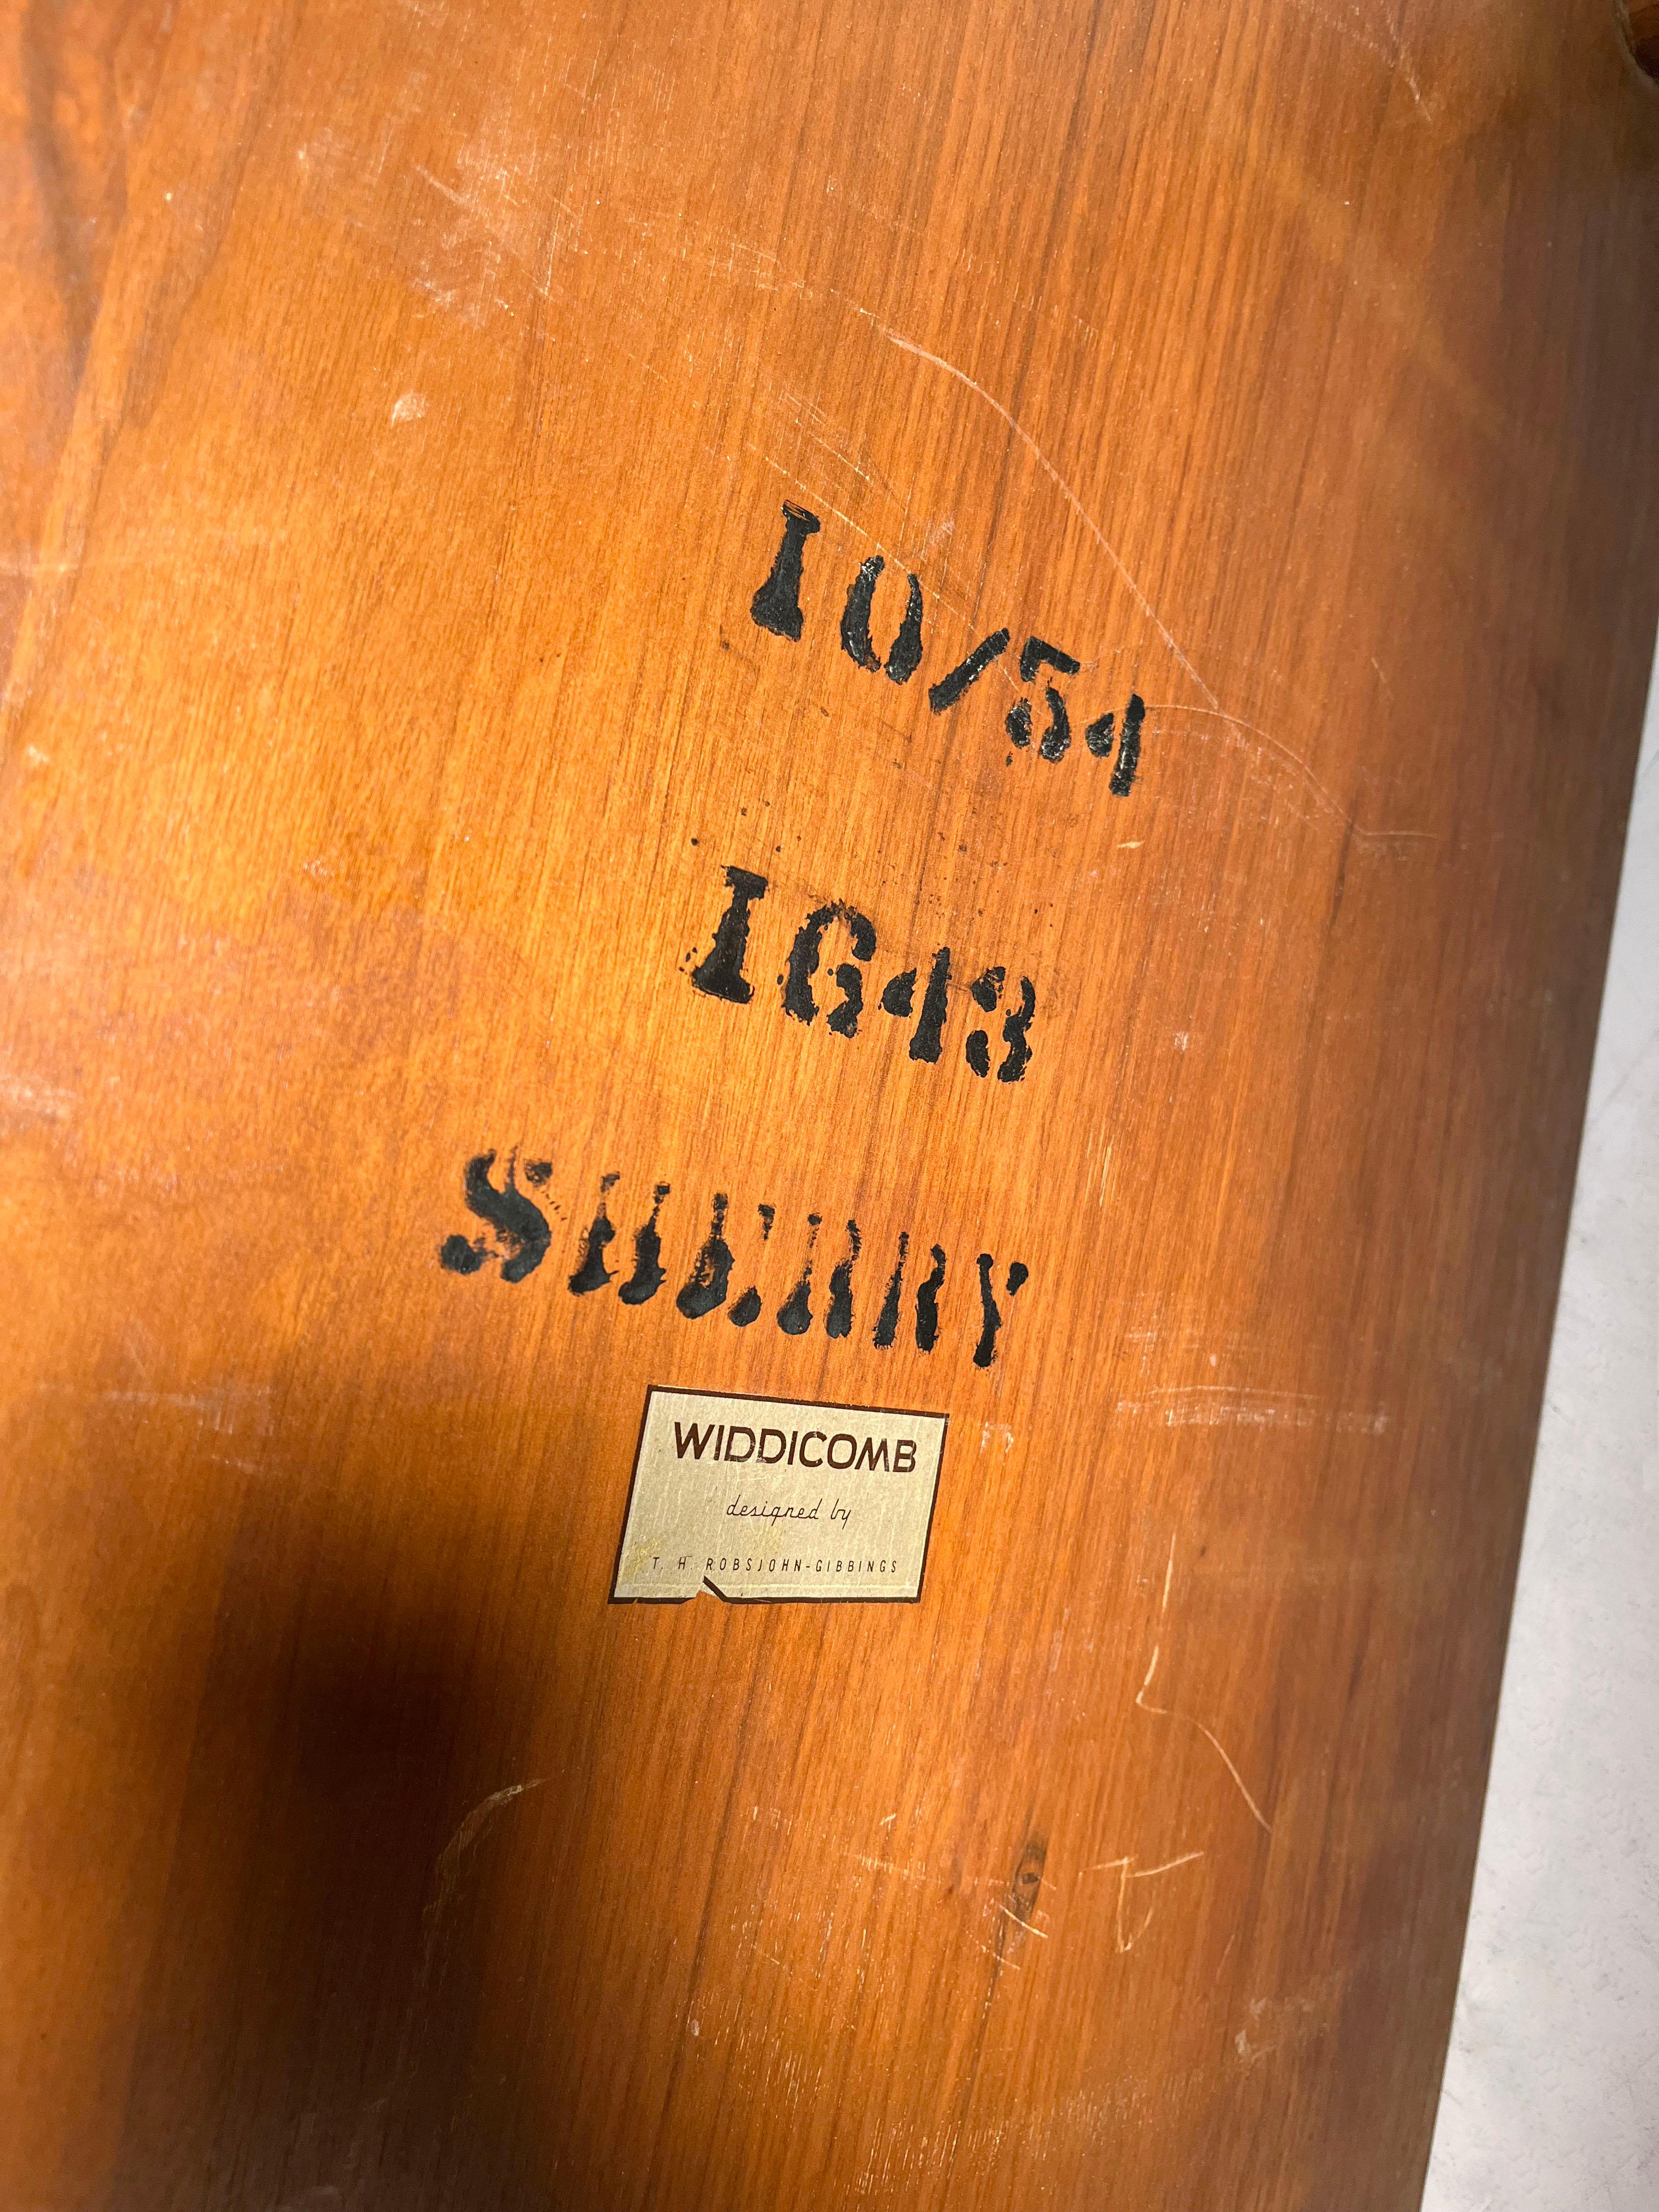 10/54
1643
SHERRY
WIDDICOMB
designed by
T. H. ROBSJOHN-GIBBINGS